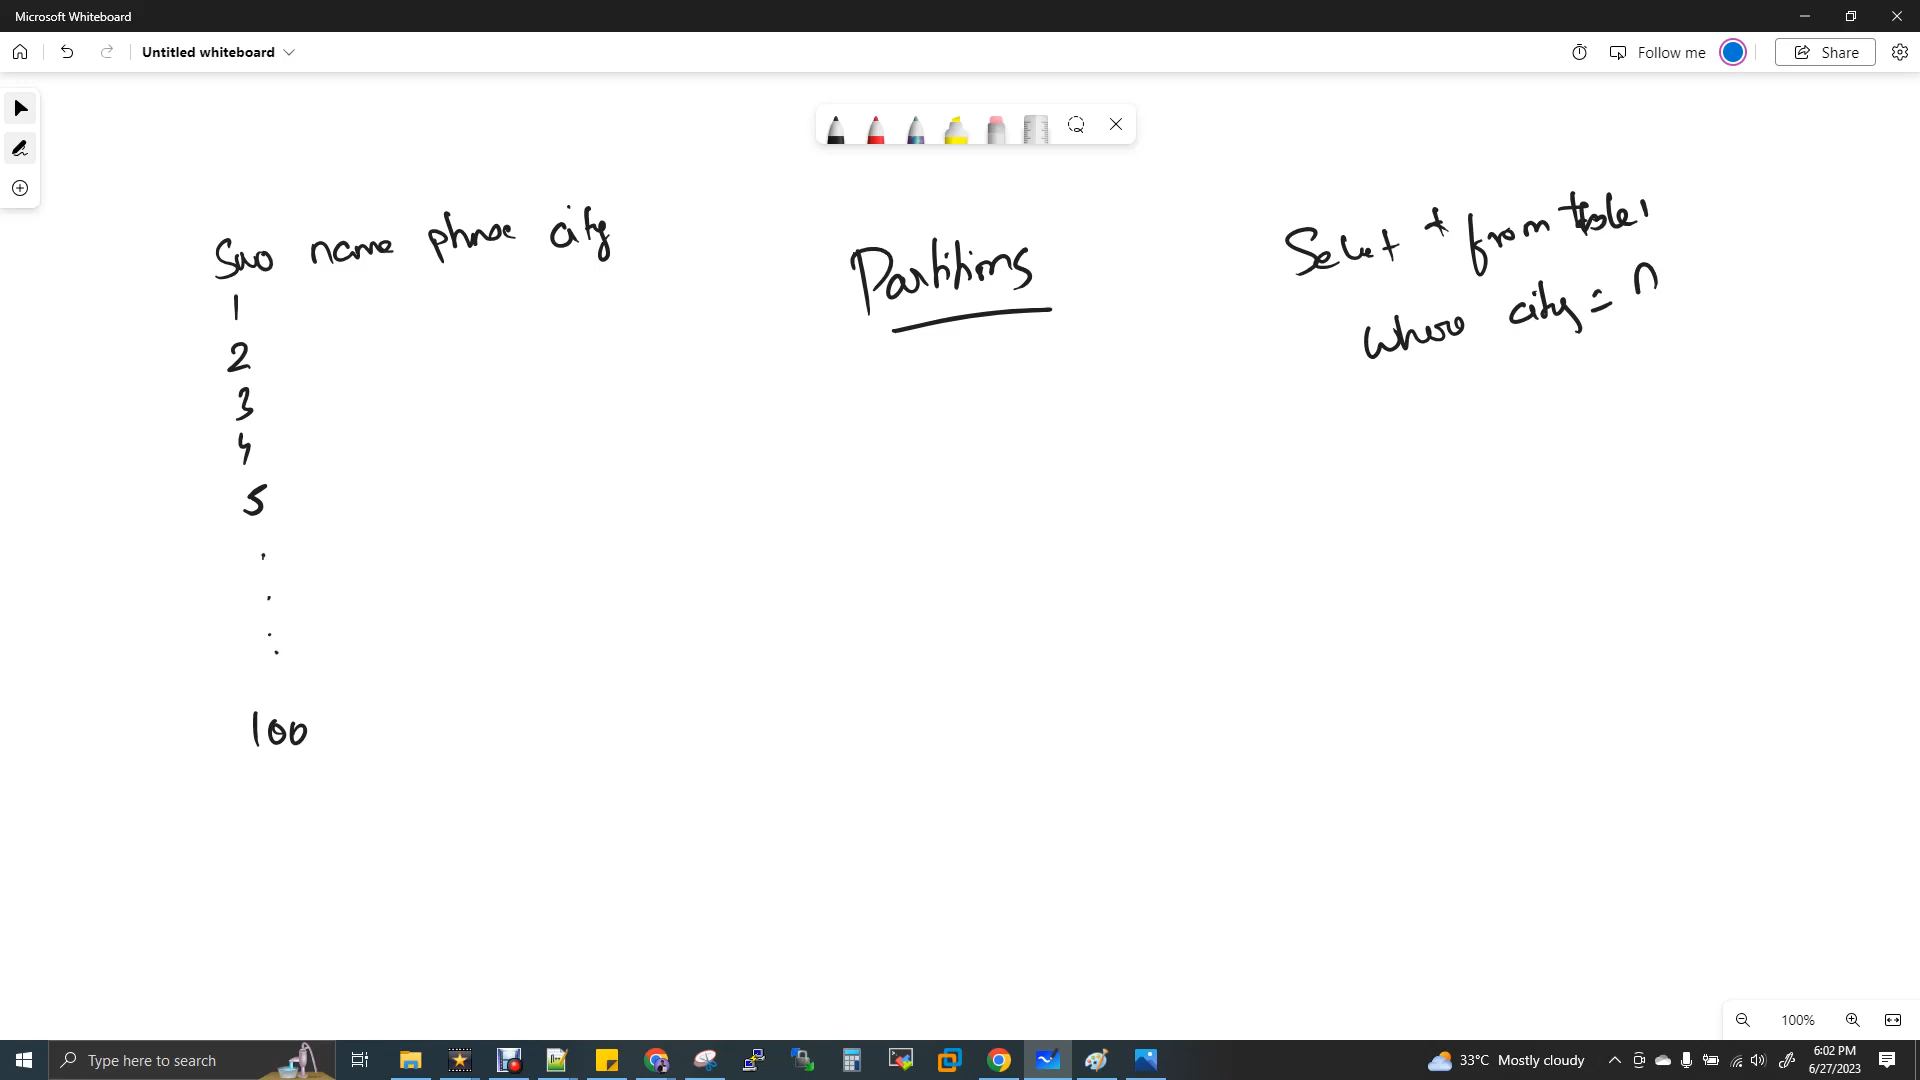 Microsoft Whiteboard
Untitled whiteboard
Follow me
Share
Sno name phnoe city
1
2
3
4
5
.
.
.
.
100
Partitions
Select * from table1
where city = n
100%
Type here to search
33°C Mostly cloudy
6:02 PM
6/27/2023